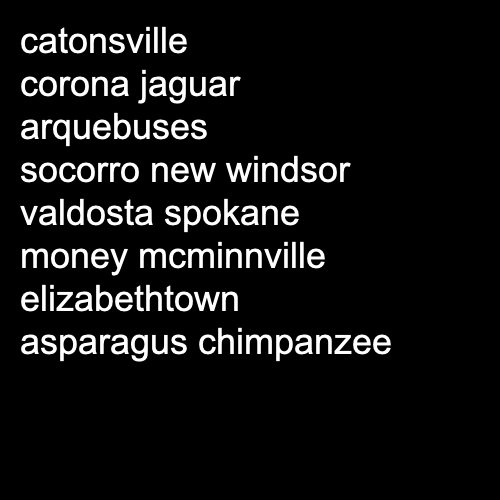 catonsville
corona jaguar
arquebuses
socorro new windsor
valdosta spokane
money mcminnville
elizabethtown
asparagus chimpanzee